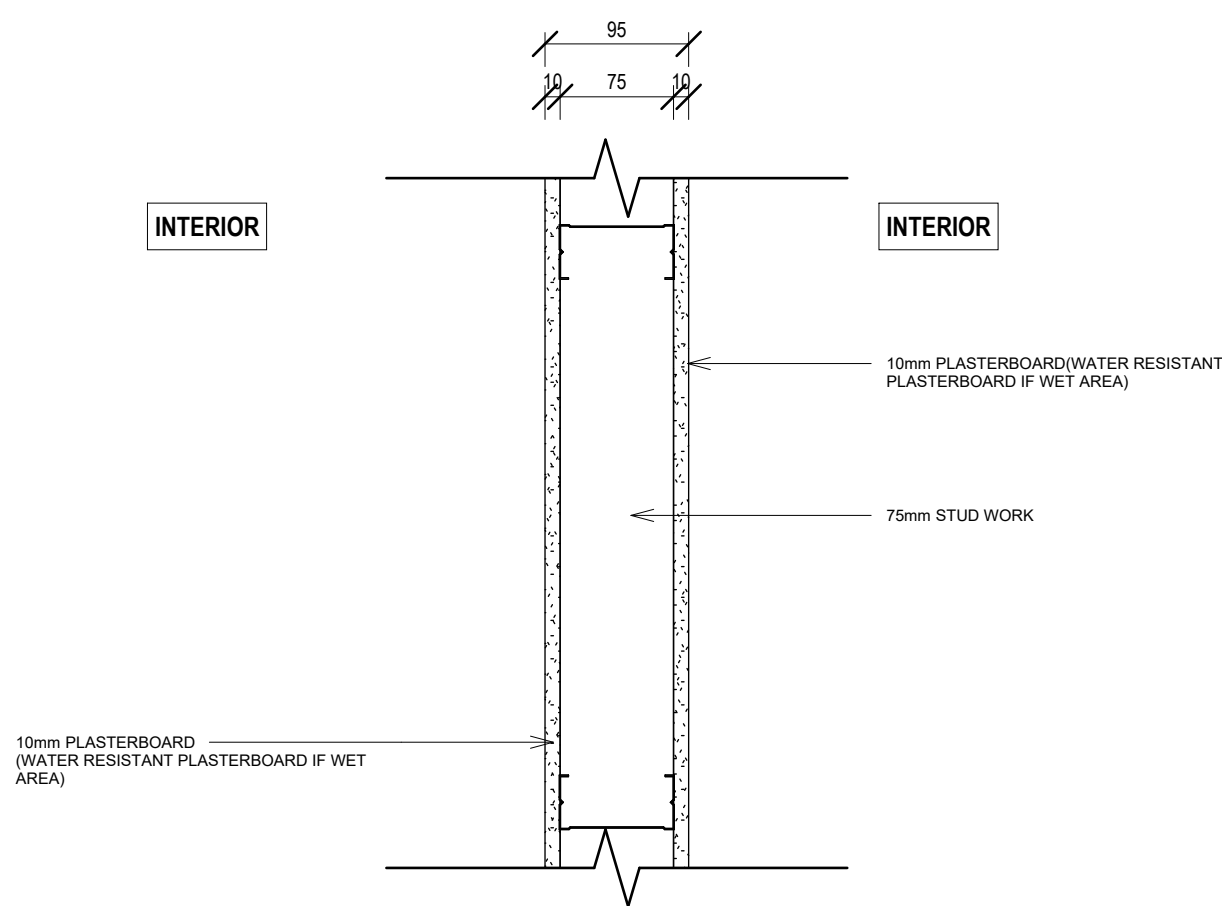 95
10 75 10
INTERIOR INTERIOR
10mm PLASTERBOARD(WATER RESISTANT
PLASTERBOARD IF WET AREA)
75mm STUD WORK
10mm PLASTERBOARD
(WATER RESISTANT PLASTERBOARD IF WET
AREA)